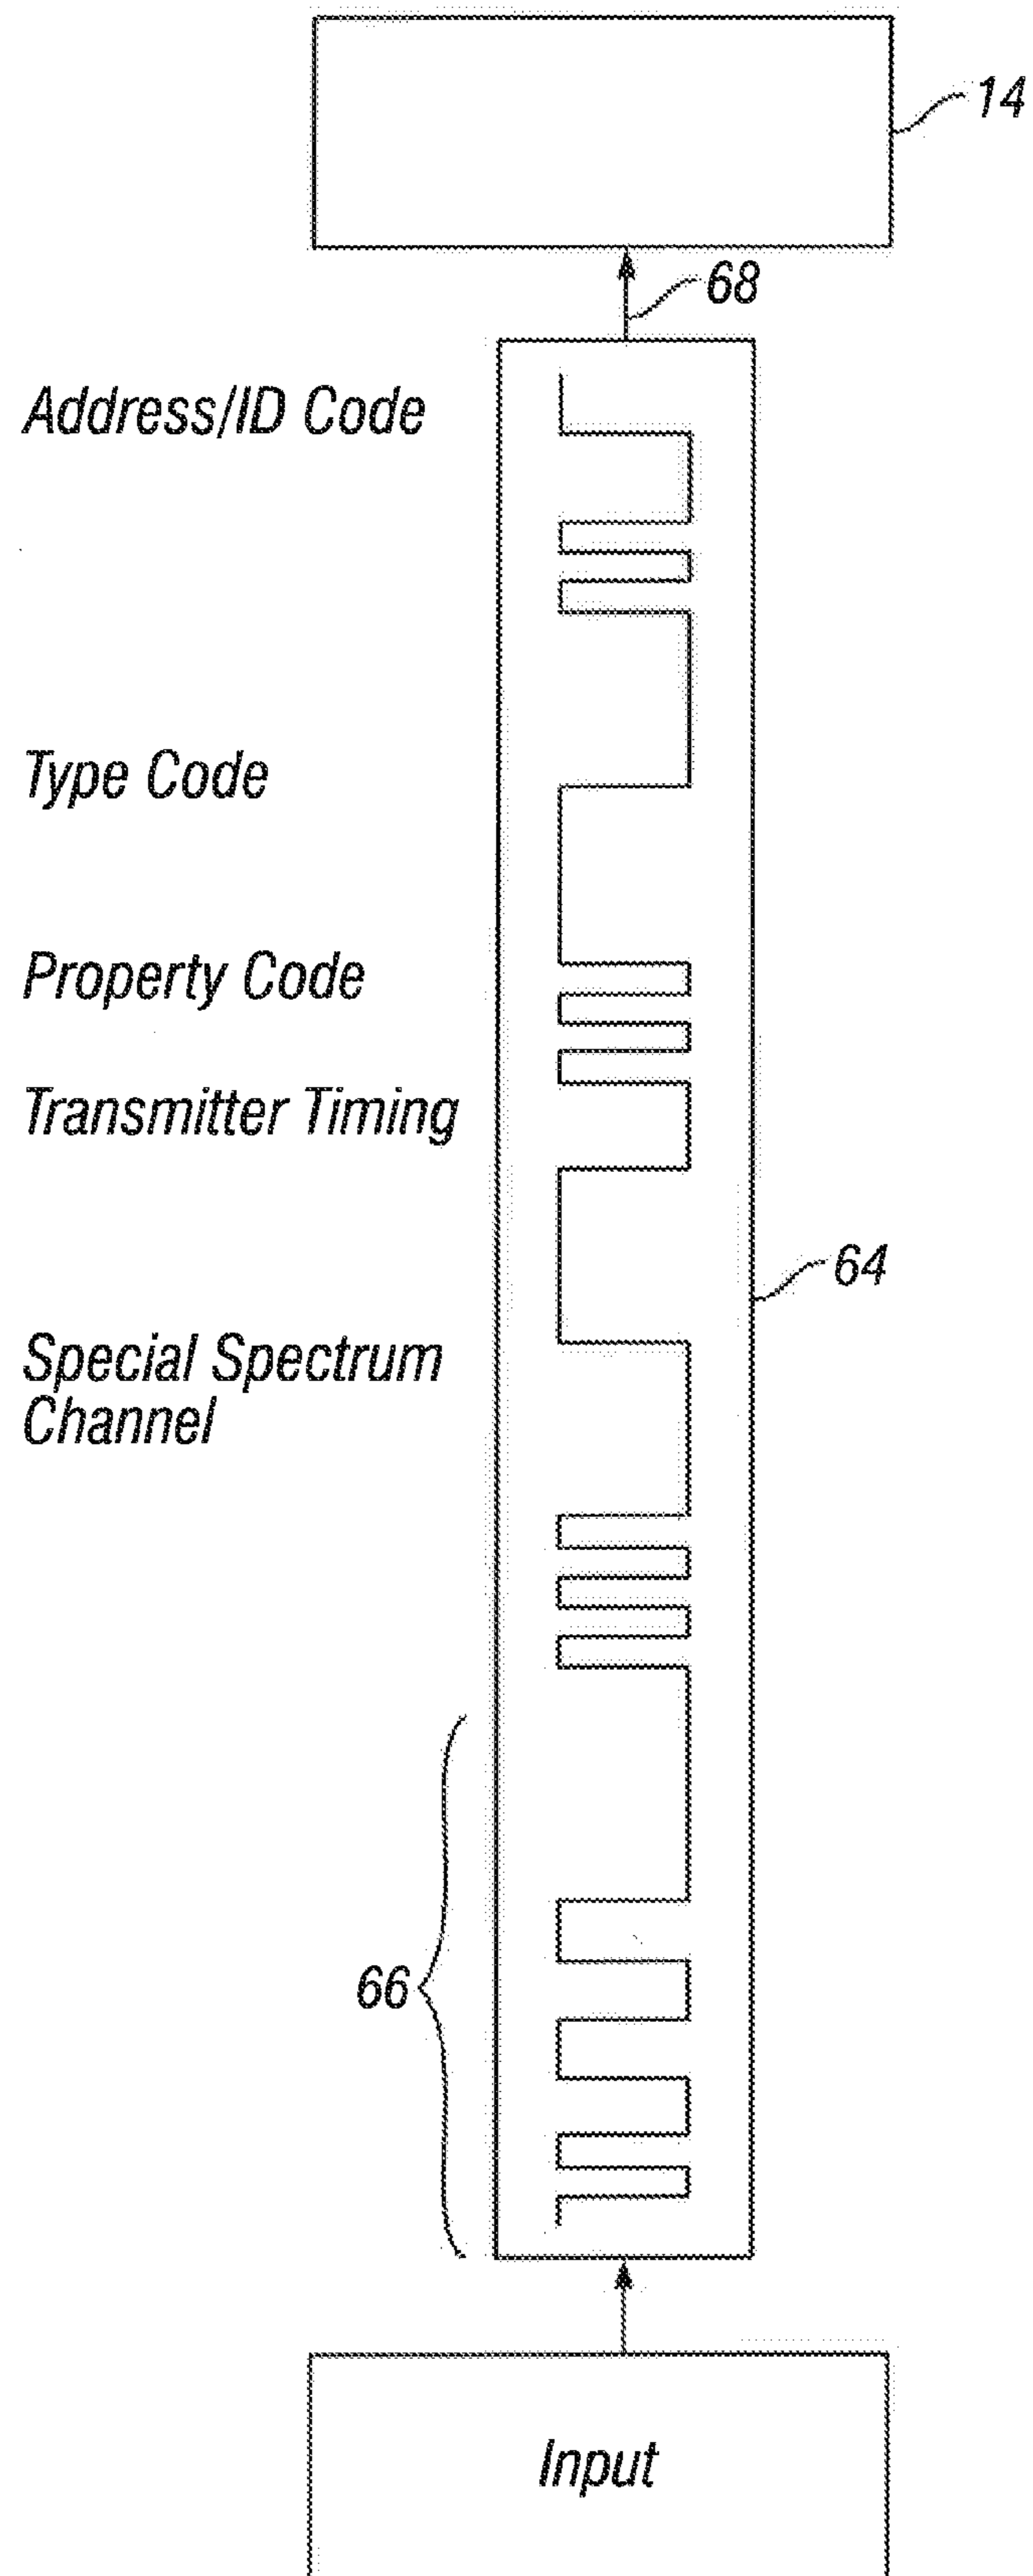 14
68
Address/ID Code
Type Code
Property Code
Transmitter Timing
64
Special Spectrum
Channel
66
Input